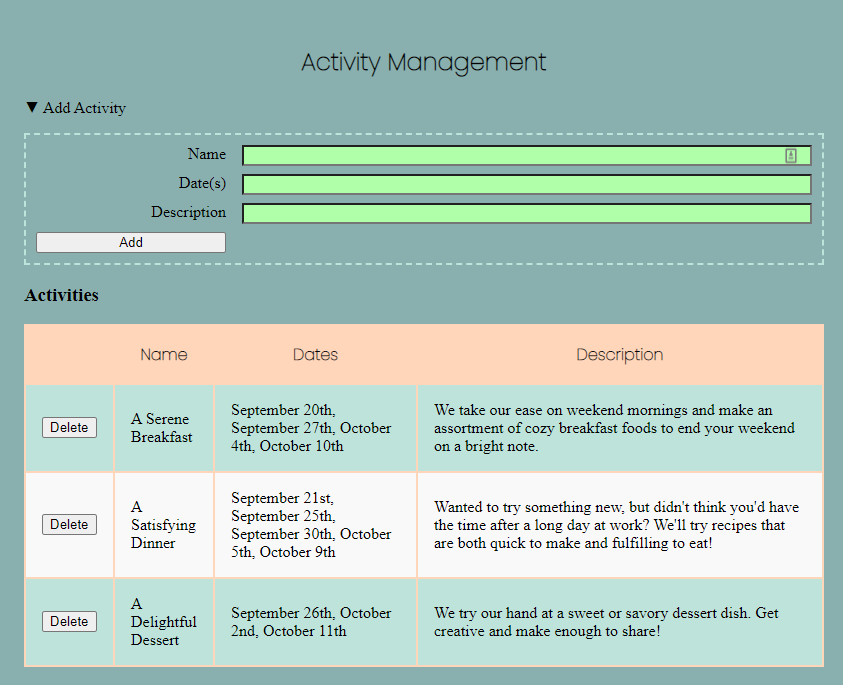 Activity Management
▼ Add Activity
Name
Date(s)
Description
Add
Activities
Name Dates Description
Delete
A Serene
Breakfast
September 20th,
September 27th, October
4th, October 10th
We take our ease on weekend mornings and make an
assortment of cozy breakfast foods to end your weekend
on a bright note.
Delete
A
Satisfying
Dinner
September 21st,
September 25th,
September 30th, October
5th, October 9th
Wanted to try something new, but didn't think you'd have
the time after a long day at work? We'll try recipes that
are both quick to make and fulfilling to eat!
Delete
A
Delightful
Dessert
September 26th, October
2nd, October 11th
We try our hand at a sweet or savory dessert dish. Get
creative and make enough to share!